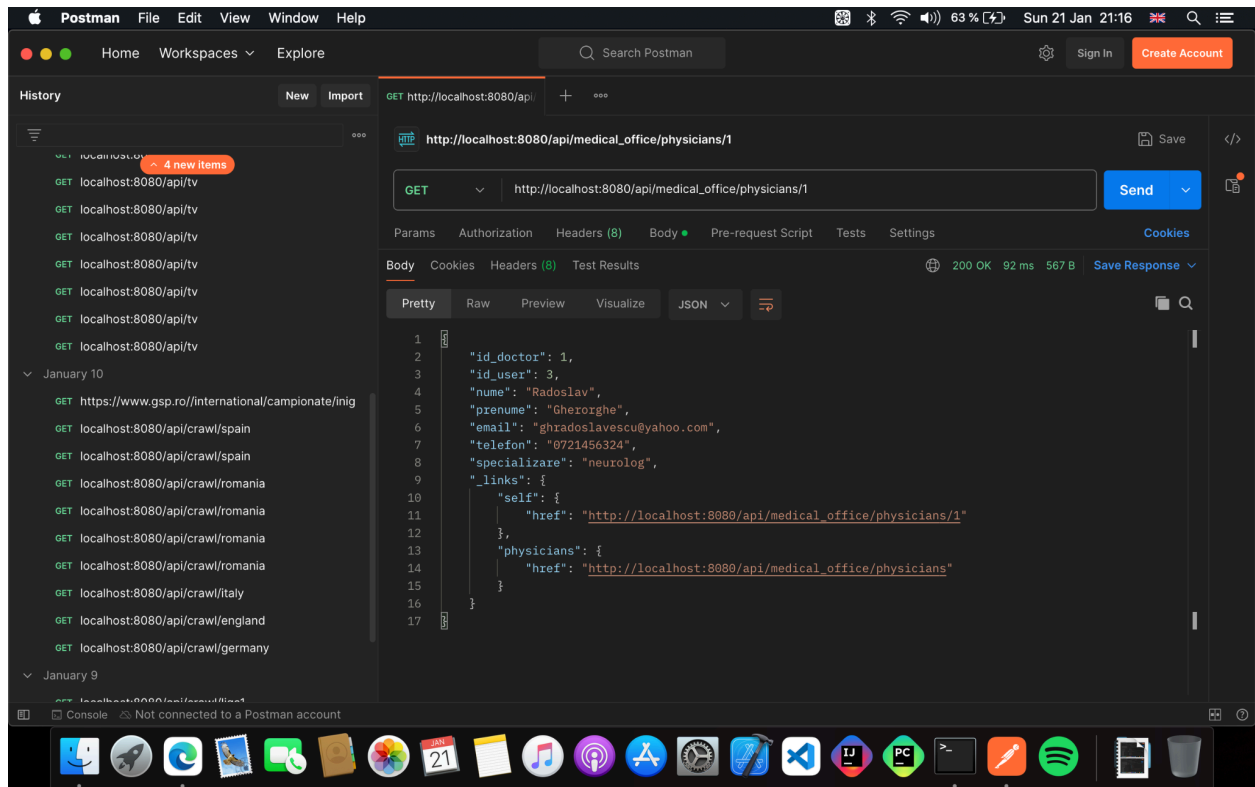 Postman File Edit View Window Help 63 % Sun 21 Jan 21:16
Home Workspaces Explore Search Postman Sign In Create Account
History New Import
4 new items
GET localhost:8080/api/tv
GET localhost:8080/api/tv
GET localhost:8080/api/tv
GET localhost:8080/api/tv
GET localhost:8080/api/tv
GET localhost:8080/api/tv
GET localhost:8080/api/tv
January 10
GET https://www.gsp.ro//international/campionate/inig
GET localhost:8080/api/crawl/spain
GET localhost:8080/api/crawl/spain
GET localhost:8080/api/crawl/romania
GET localhost:8080/api/crawl/romania
GET localhost:8080/api/crawl/romania
GET localhost:8080/api/crawl/romania
GET localhost:8080/api/crawl/italy
GET localhost:8080/api/crawl/england
GET localhost:8080/api/crawl/germany
January 9
GET http://localhost:8080/api/
HTTP http://localhost:8080/api/medical_office/physicians/1 Save </>
GET http://localhost:8080/api/medical_office/physicians/1 Send
Params Authorization Headers (8) Body Pre-request Script Tests Settings Cookies
Body Cookies Headers (8) Test Results 200 OK 92 ms 567 B Save Response
Pretty Raw Preview Visualize JSON
1 {
2 "id_doctor": 1,
3 "id_user": 3,
4 "nume": "Radoslav",
5 "prenume": "Gherorghe",
6 "email": "ghradoslavescu@yahoo.com",
7 "telefon": "0721456324",
8 "specializare": "neurolog",
9 "_links": {
10 "self": {
11 "href": "http://localhost:8080/api/medical_office/physicians/1"
12 },
13 "physicians": {
14 "href": "http://localhost:8080/api/medical_office/physicians"
15 }
16 }
17 }
Console Not connected to a Postman account
JAN
21
IJ
PC